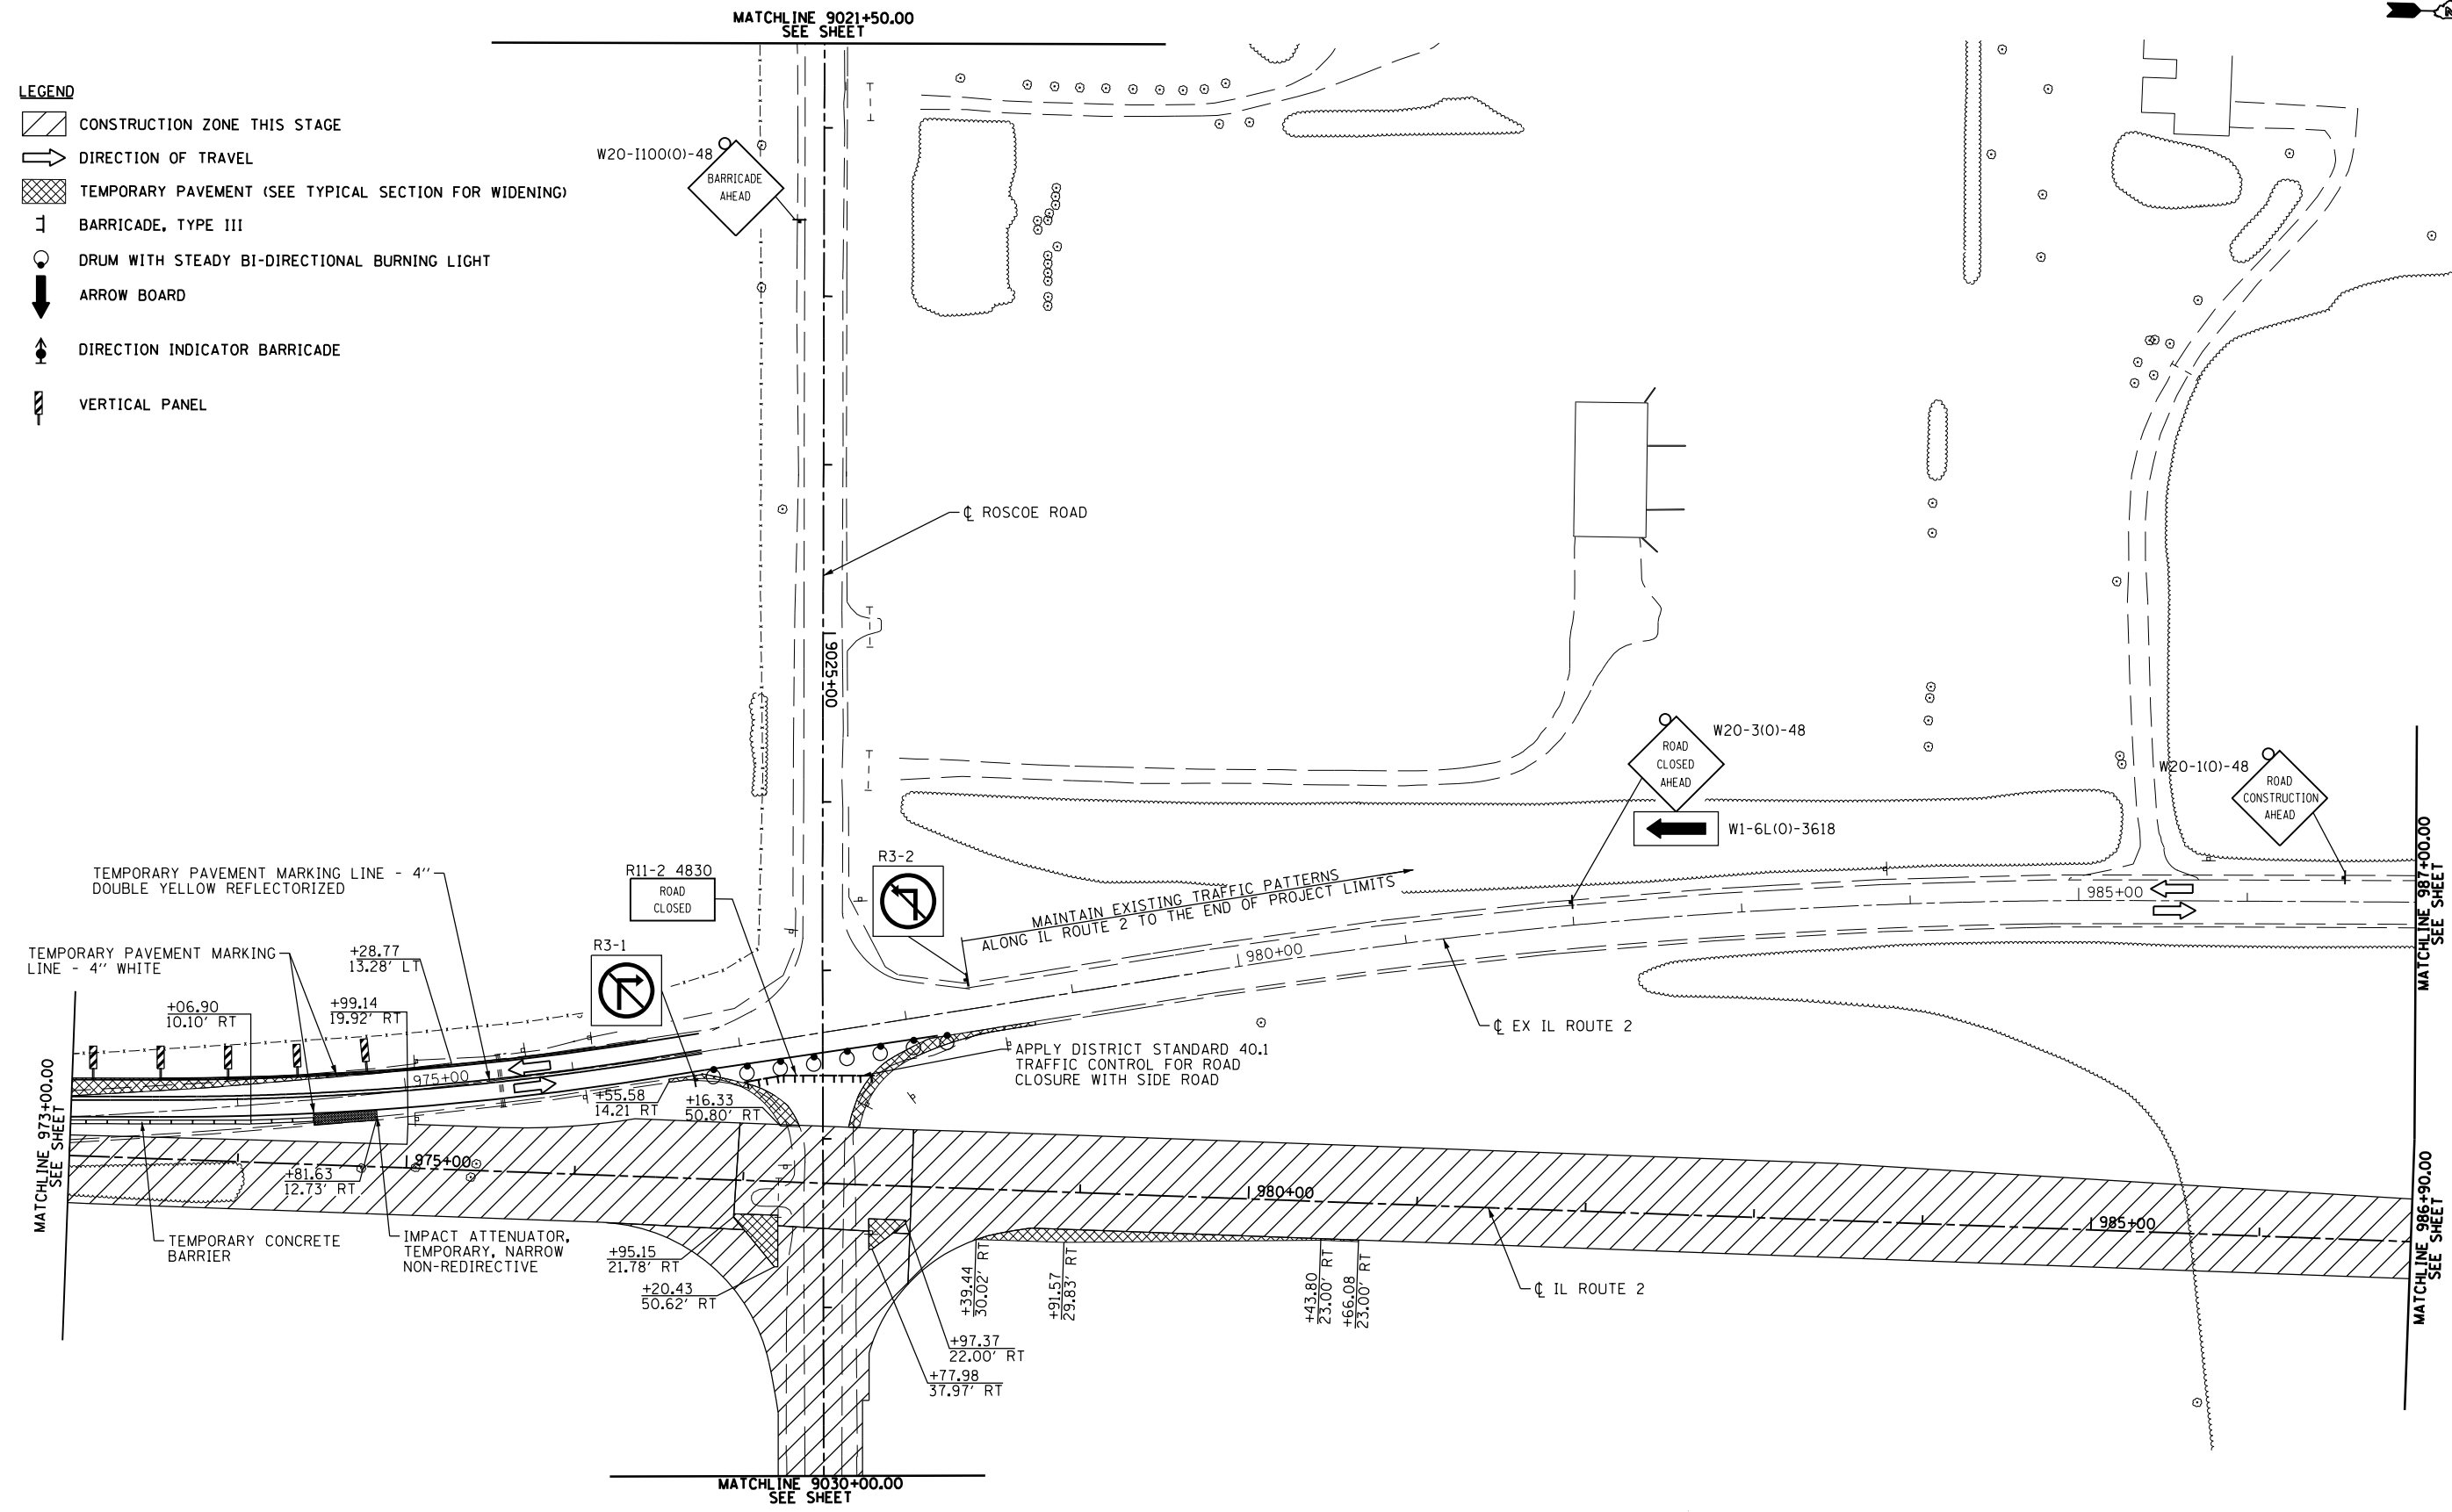 MATCHLINE 9021+50.00
SEE SHEET
LEGEND
CONSTRUCTION ZONE THIS STAGE
DIRECTION OF TRAVEL
TEMPORARY PAVEMENT (SEE TYPICAL SECTION FOR WIDENING)
BARRICADE, TYPE III
DRUM WITH STEADY BI-DIRECTIONAL BURNING LIGHT
ARROW BOARD
DIRECTION INDICATOR BARRICADE
VERTICAL PANEL
W20-I100(O)-48
BARRICADE
AHEAD
℄ ROSCOE ROAD
9025+00
W20-3(O)-48
ROAD
CLOSED
AHEAD
W1-6L(O)-3618
W20-1(O)-48
ROAD
CONSTRUCTION
AHEAD
MATCHLINE 987+00.00
SEE SHEET
985+00
R3-2
R11-2 4830
ROAD
CLOSED
MAINTAIN EXISTING TRAFFIC PATTERNS
ALONG IL ROUTE 2 TO THE END OF PROJECT LIMITS
980+00
TEMPORARY PAVEMENT MARKING LINE - 4''
DOUBLE YELLOW REFLECTORIZED
R3-1
TEMPORARY PAVEMENT MARKING
LINE - 4'' WHITE
+28.77
13.28' LT
+06.90
10.10' RT
+99.14
19.92' RT
℄ EX IL ROUTE 2
APPLY DISTRICT STANDARD 40.1
TRAFFIC CONTROL FOR ROAD
CLOSURE WITH SIDE ROAD
975+00
+55.58
14.21 RT
+16.33
50.80' RT
MATCHLINE 973+00.00
SEE SHEET
975+00
+81.63
12.73' RT
980+00
985+00
MATCHLINE 986+90.00
SEE SHEET
TEMPORARY CONCRETE
BARRIER
IMPACT ATTENUATOR,
TEMPORARY, NARROW
NON-REDIRECTIVE
+95.15
21.78' RT
+20.43
50.62' RT
+39.44
30.02' RT
+91.57
29.83' RT
+43.80
23.00' RT
+66.08
23.00' RT
℄ IL ROUTE 2
+97.37
22.00' RT
+77.98
37.97' RT
MATCHLINE 9030+00.00
SEE SHEET